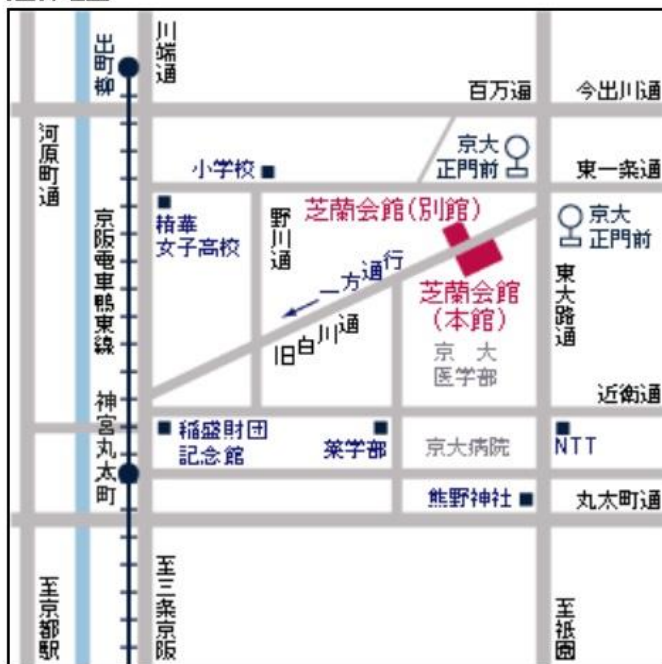 出町柳
川端通
百万遍
今出川通
河原町通
小学校
京大
正門前
東一条通
精華
女子高校
野川通
芝蘭会館(別館)
京大
正門前
一方通行
京阪電車鴨東線
芝蘭会館
(本館)
東大路通
旧白川通
京大
医学部
近衛通
神宮丸太町
稲盛財団
記念館
薬学部
京大病院
NTT
熊野神社
丸太町通
至京都駅
至三条京阪
至祇園